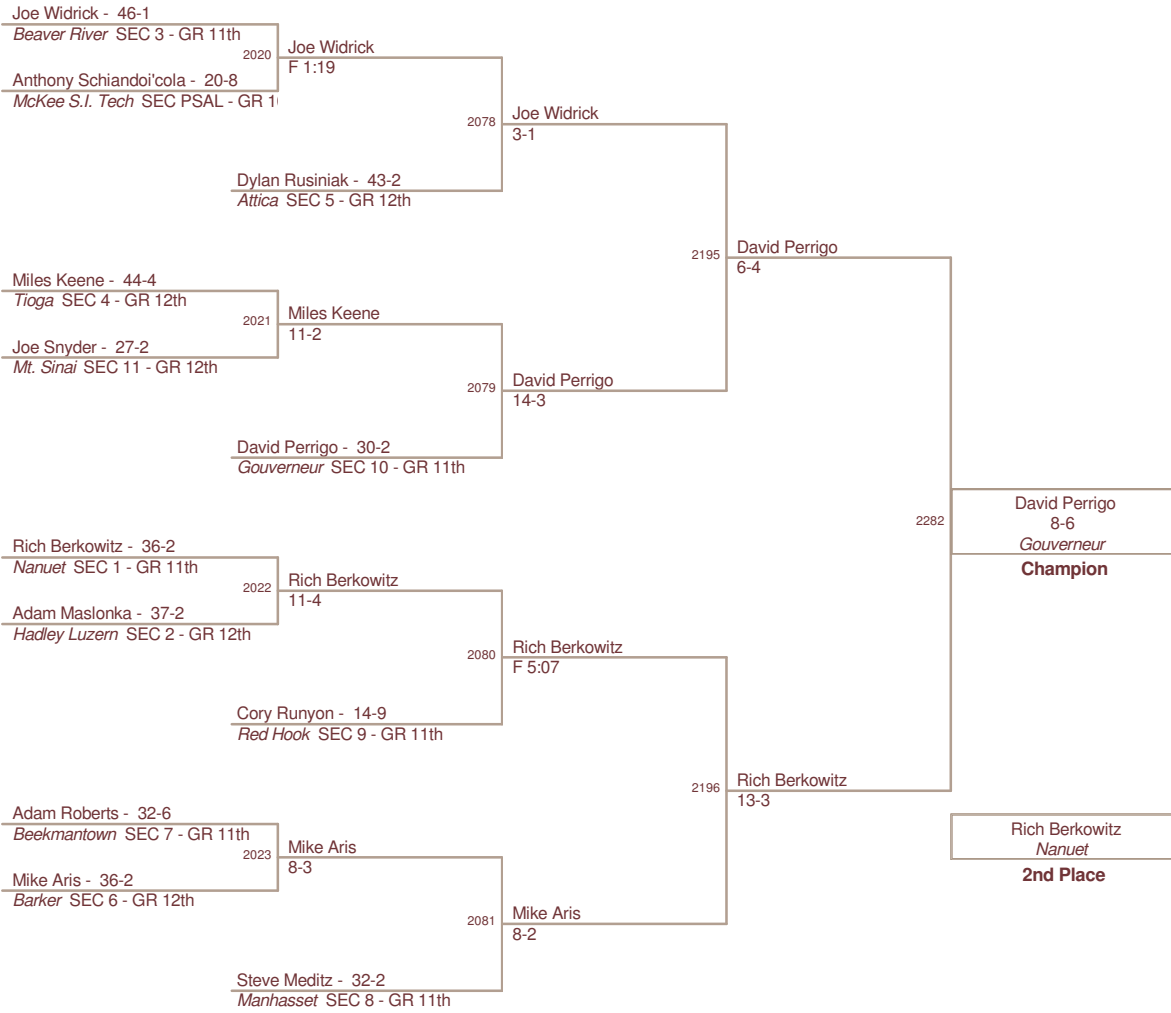 Joe Widrick - 46-1
Beaver River SEC 3 - GR 11th
2020
Joe Widrick
F 1:19
Anthony Schiandoi'cola - 20-8
McKee S.I. Tech SEC PSAL - GR 1
2078
Joe Widrick
3-1
Dylan Rusiniak - 43-2
Attica SEC 5 - GR 12th
2195
David Perrigo
6-4
Miles Keene - 44-4
Tioga SEC 4 - GR 12th
2021
Miles Keene
11-2
Joe Snyder - 27-2
Mt. Sinai SEC 11 - GR 12th
2079
David Perrigo
14-3
David Perrigo - 30-2
Gouverneur SEC 10 - GR 11th
2282
David Perrigo
8-6
Gouverneur
Champion
Rich Berkowitz - 36-2
Nanuet SEC 1 - GR 11th
2022
Rich Berkowitz
11-4
Adam Maslonka - 37-2
Hadley Luzern SEC 2 - GR 12th
2080
Rich Berkowitz
F 5:07
Cory Runyon - 14-9
Red Hook SEC 9 - GR 11th
2196
Rich Berkowitz
13-3
Adam Roberts - 32-6
Beekmantown SEC 7 - GR 11th
2023
Mike Aris
8-3
Mike Aris - 36-2
Barker SEC 6 - GR 12th
Rich Berkowitz
Nanuet
2nd Place
2081
Mike Aris
8-2
Steve Meditz - 32-2
Manhasset SEC 8 - GR 11th